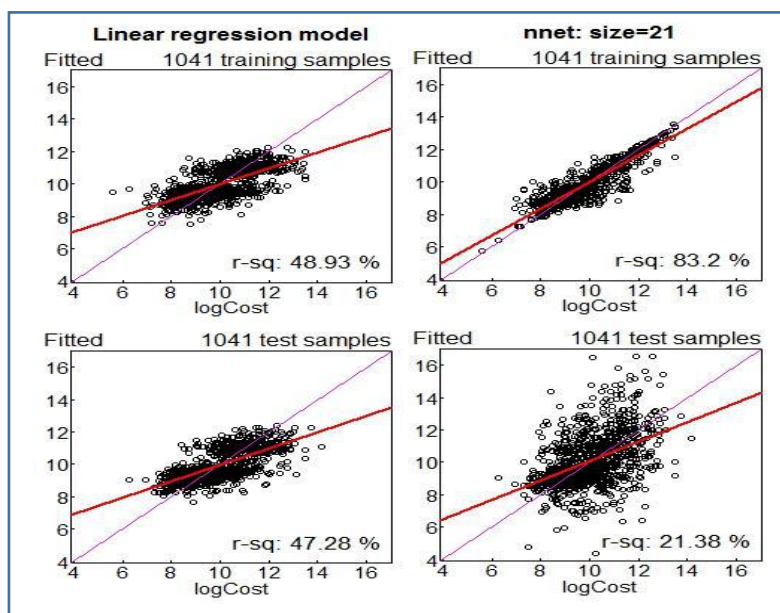 Linear regression model
nnet: size=21
Fitted 1041 training samples
16
14
12
10
8
6
4
r-sq: 48.93 %
4 6 8 10 12 14 16
logCost
Fitted 1041 training samples
16
14
12
10
8
6
4
r-sq: 83.2 %
4 6 8 10 12 14 16
logCost
Fitted 1041 test samples
16
14
12
10
8
6
4
r-sq: 47.28 %
4 6 8 10 12 14 16
logCost
Fitted 1041 test samples
16
14
12
10
8
6
4
r-sq: 21.38 %
4 6 8 10 12 14 16
logCost